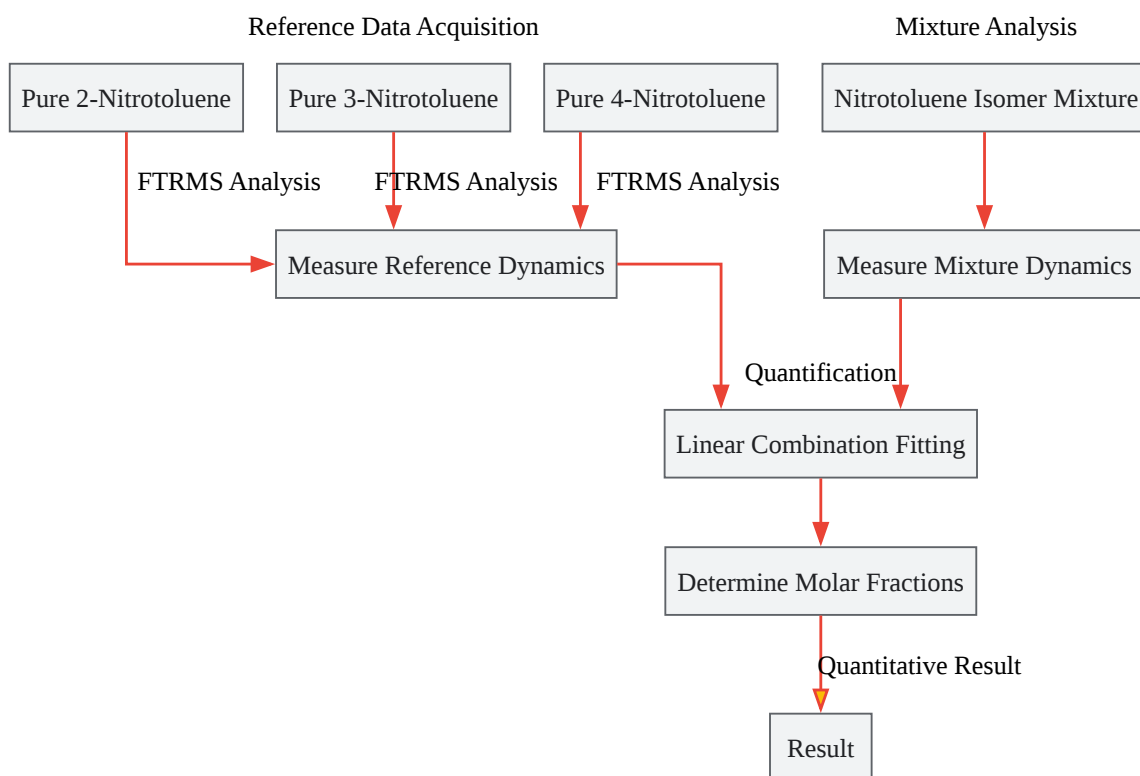 Reference Data Acquisition
Mixture Analysis
Pure 2-Nitrotoluene
Pure 3-Nitrotoluene
Pure 4-Nitrotoluene
Nitrotoluene Isomer Mixture
FTRMS Analysis
FTRMS Analysis
FTRMS Analysis
Measure Reference Dynamics
Measure Mixture Dynamics
Quantification
Linear Combination Fitting
Determine Molar Fractions
Quantitative Result
Result